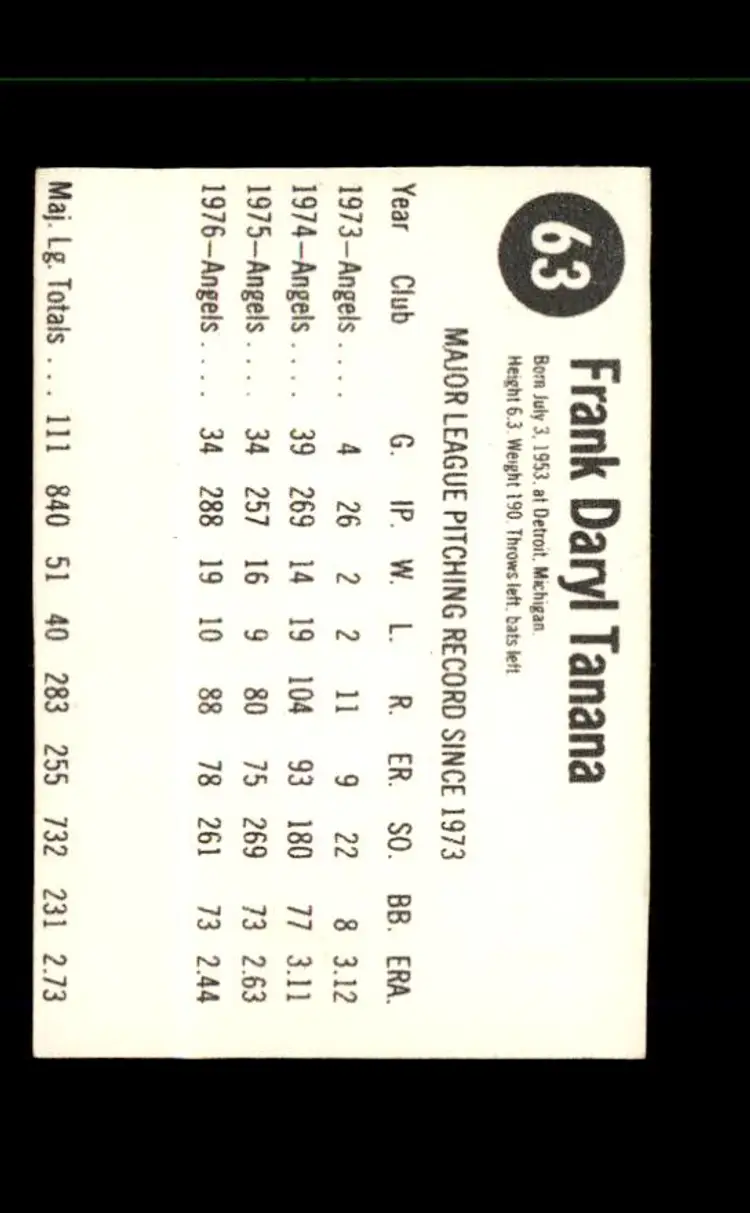 63
Frank Daryl Tanana
Born July 3, 1953, at Detroit, Michigan.
Height 6.3 Weight 190. Throws left, bats left
MAJOR LEAGUE PITCHING RECORD SINCE 1973
Year Club G. IP. W. L. R. ER. SO. BB. ERA.
1973—Angels . . . . . 4 26 2 2 11 9 22 8 3.12
1974—Angels . . . . . 39 269 14 19 104 93 180 77 3.11
1975—Angels . . . . . 34 257 16 9 80 75 269 73 2.63
1976—Angels . . . . . 34 288 19 10 88 78 261 73 2.44
Maj. Lg. Totals . . . 111 840 51 40 283 255 732 231 2.73